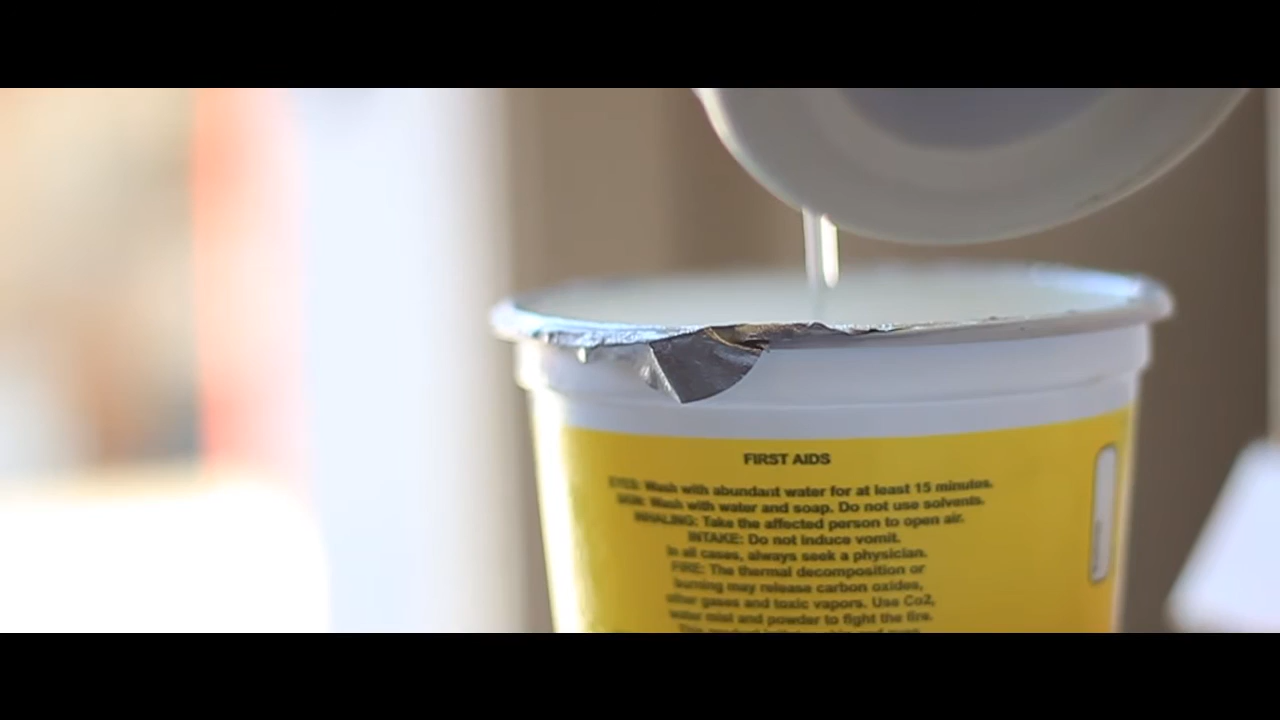 FIRST AIDS
EYES: Wash with abundant water for at least 15 minutes.
SKIN: Wash with water and soap. Do not use solvents.
INHALING: Take the affected person to open air.
INTAKE: Do not induce vomit.
In all cases, always seek a physician.
FIRE: The thermal decomposition or
burning may release carbon oxides,
other gases and toxic vapors. Use Co2,
water mist and powder to fight the fire.
This product